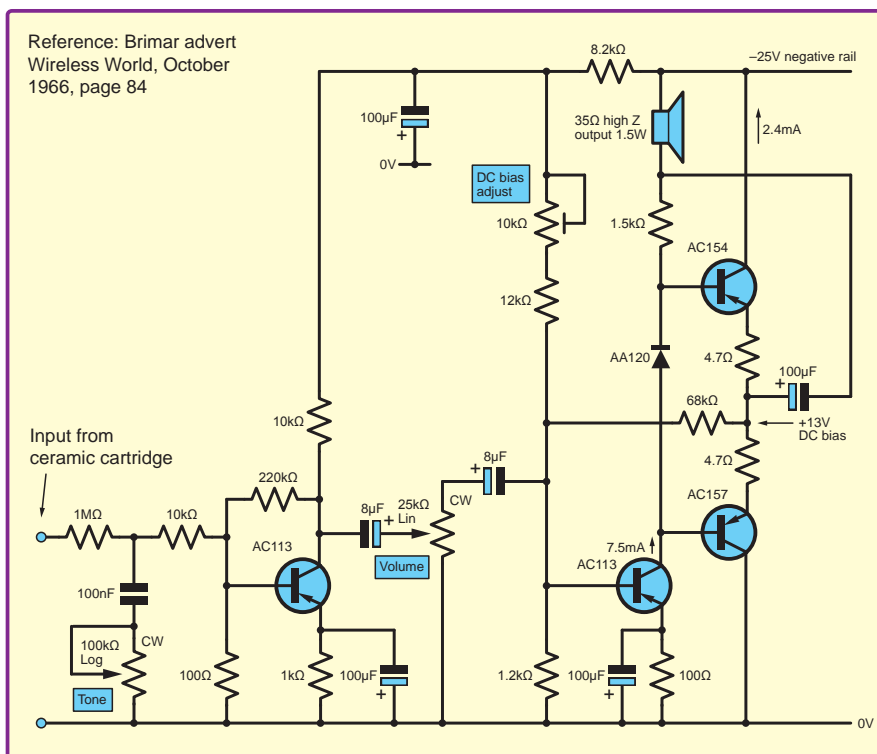 Reference: Brimar advert
Wireless World, October
1966, page 84
8.2kΩ
–25V negative rail
100µF
+
0V
35Ω high Z
output 1.5W
2.4mA
DC bias
adjust
10kΩ
1.5kΩ
AC154
12kΩ
AA120
4.7Ω
100µF
+
10kΩ
68kΩ
+13V
DC bias
Input from
ceramic cartridge
4.7Ω
8µF
+
CW
220kΩ
8µF
+
25kΩ
Lin
AC157
1MΩ
10kΩ
AC113
Volume
7.5mA
AC113
100nF
100kΩ
Log
CW
Tone
100Ω
1kΩ
100µF
+
1.2kΩ
100µF
+
100Ω
0V